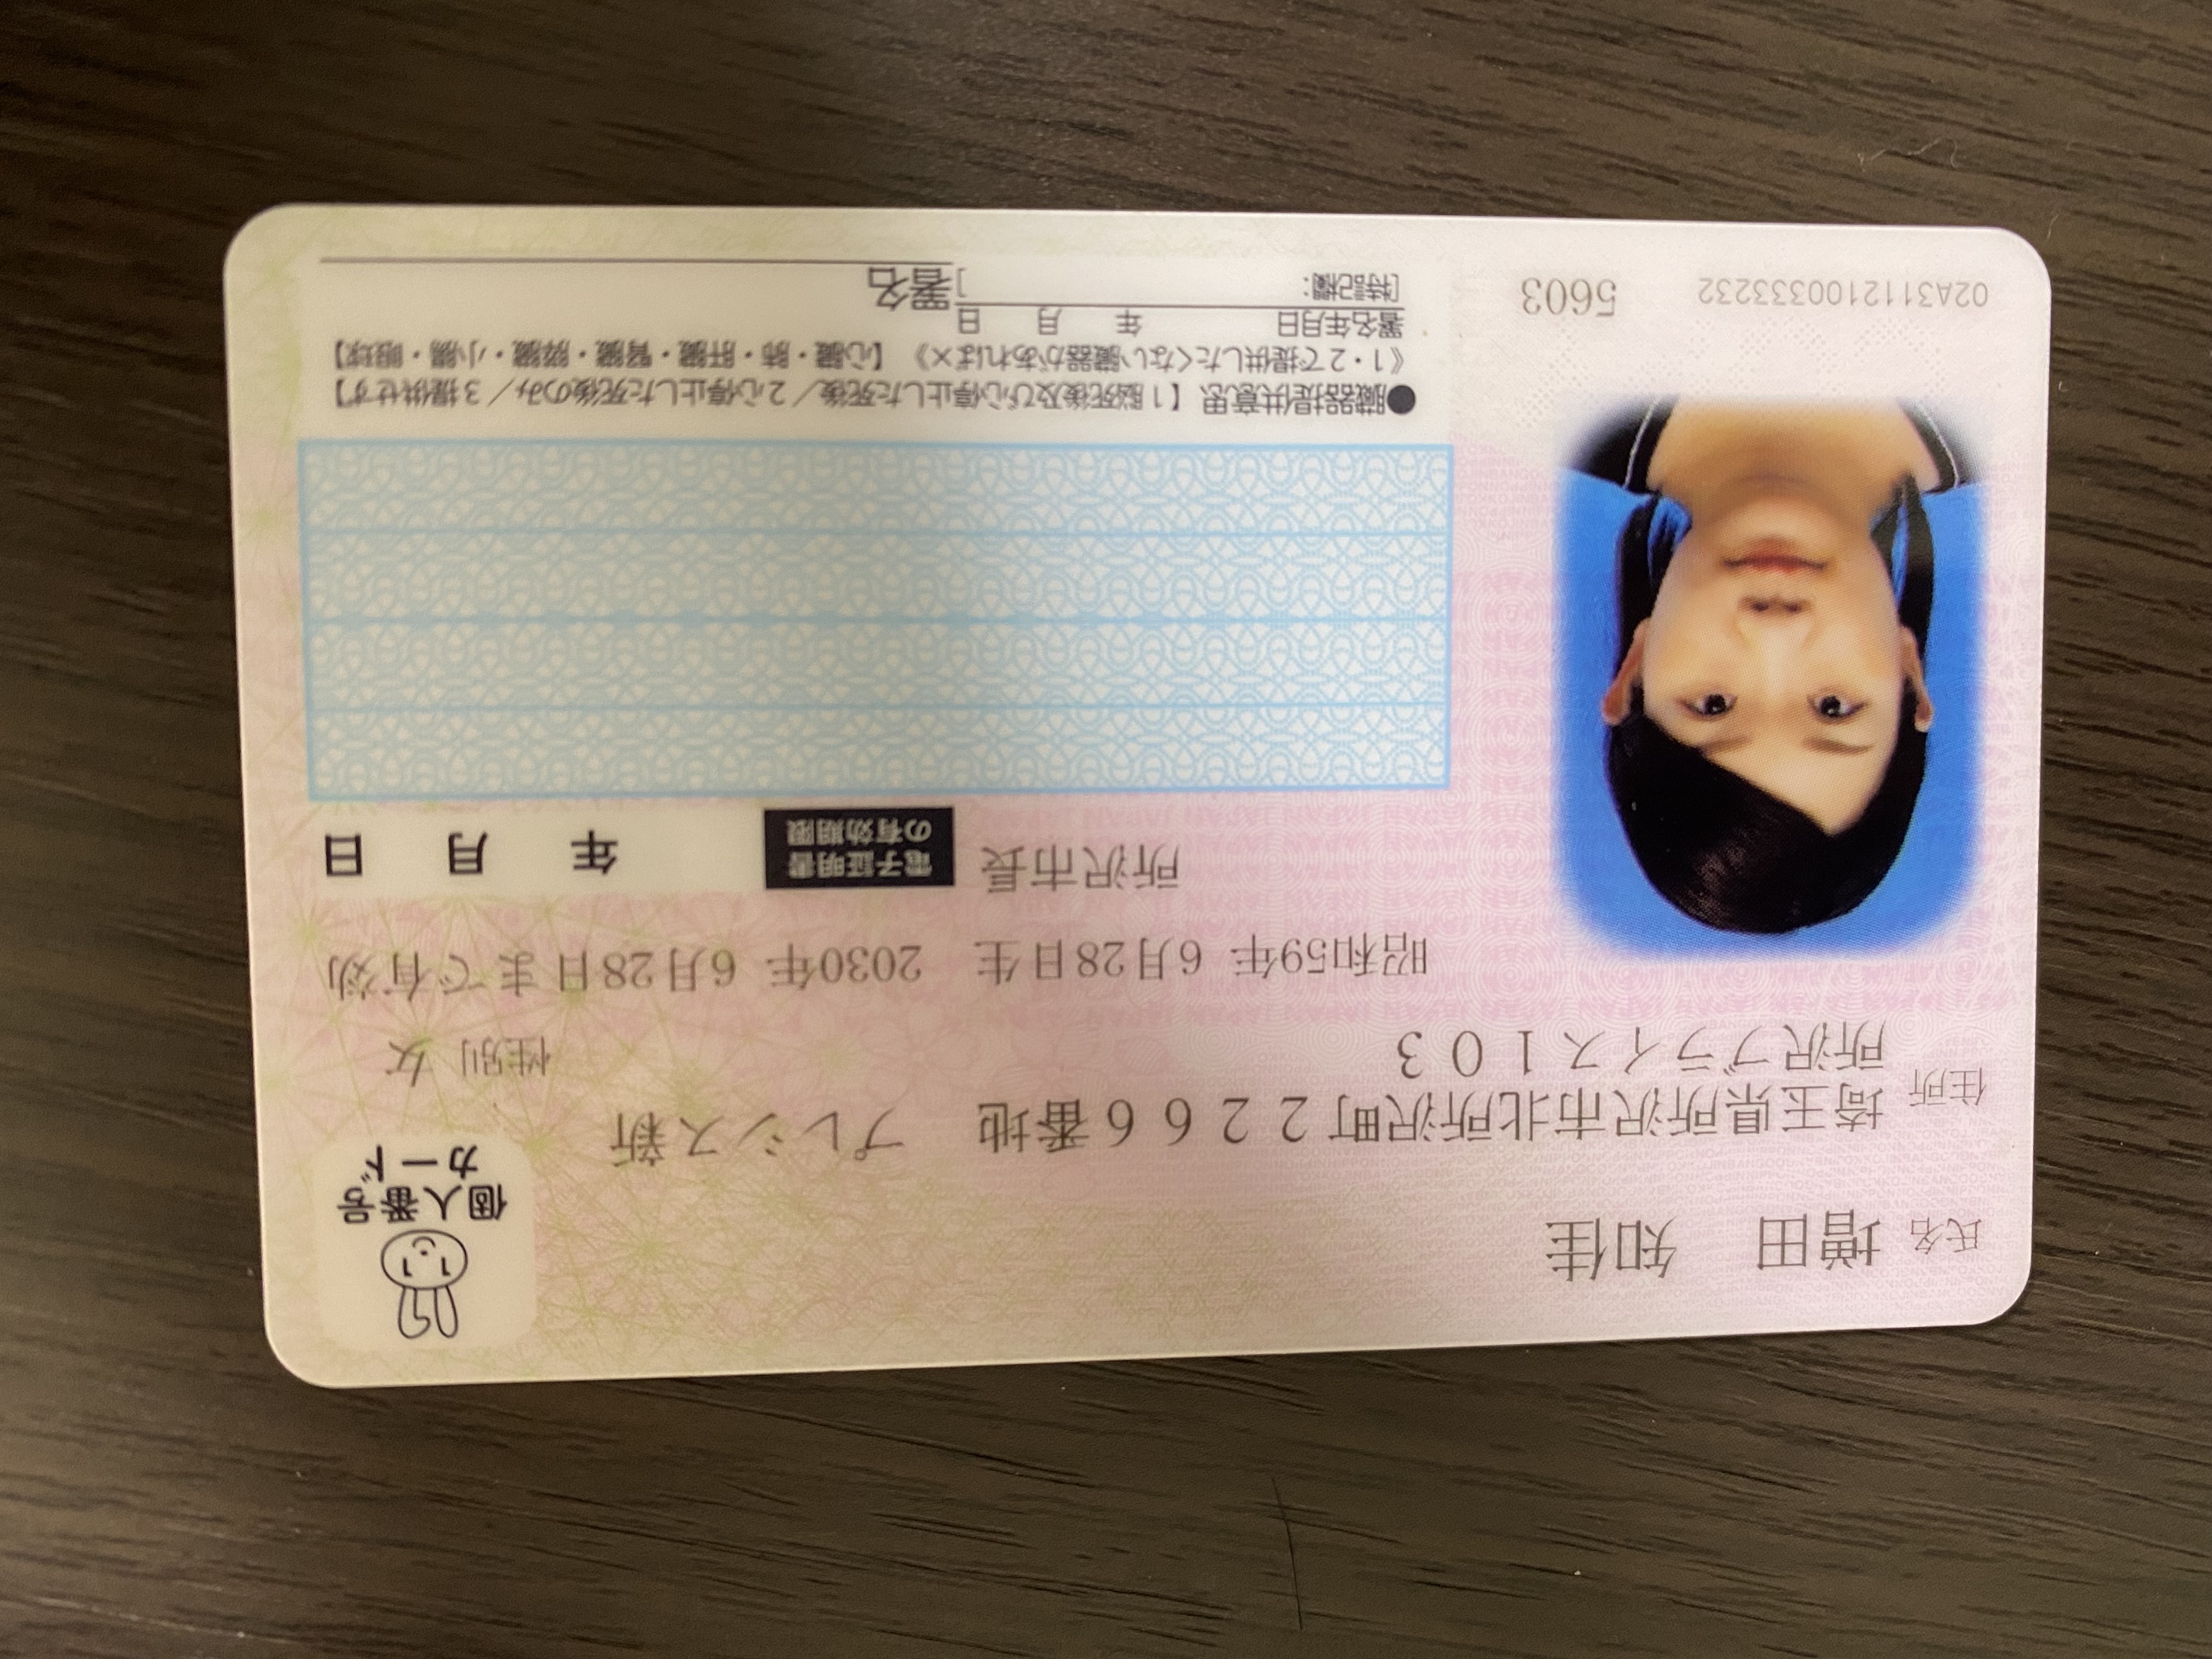 氏名 増田 知佳
個人番号
カード
住所 埼玉県所沢市北所沢町２２６６番地 プレシス新
所沢ブライス１０３
性別 女
昭和59年 6月28日生 2030年 6月28日まで有効
所沢市長
電子証明書
の有効期限
年 月 日
●臓器提供意思【1 脳死後及び心停止した死後／2 心停止した死後のみ／3 提供せず】
《1・2で提供したくない臓器があれば×》【心臓・肺・肝臓・腎臓・膵臓・小腸・眼球】
署名年月日 年 月 日
[特記欄: ]署名
02A3112100333232 5603